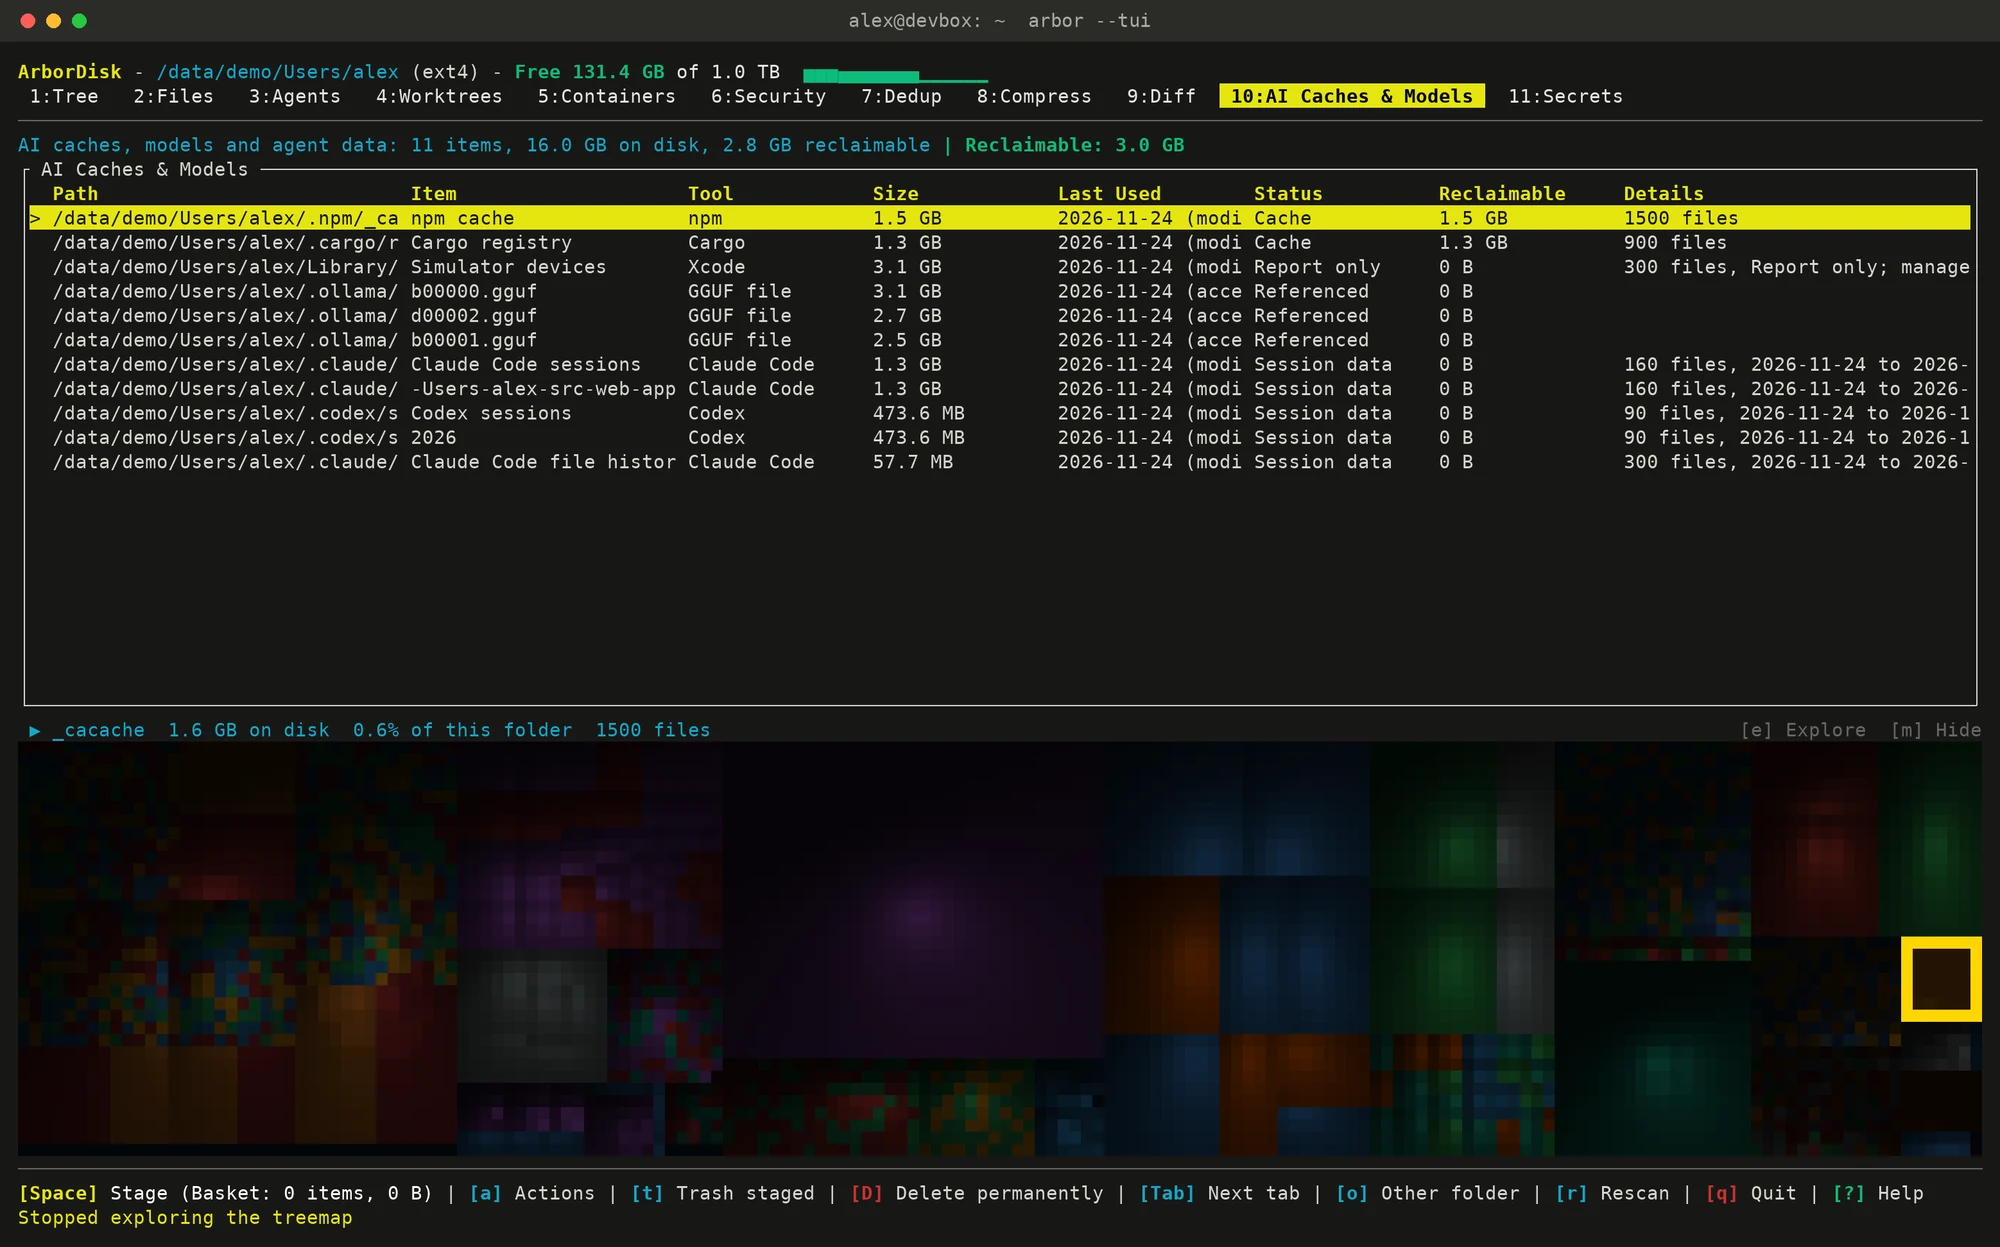 alex@devbox: ~  arbor --tui
ArborDisk - /data/demo/Users/alex (ext4) - Free 131.4 GB of 1.0 TB
1:Tree   2:Files   3:Agents   4:Worktrees   5:Containers   6:Security   7:Dedup   8:Compress   9:Diff   10:AI Caches & Models   11:Secrets
AI caches, models and agent data: 11 items, 16.0 GB on disk, 2.8 GB reclaimable | Reclaimable: 3.0 GB
AI Caches & Models
Path   Item   Tool   Size   Last Used   Status   Reclaimable   Details
> /data/demo/Users/alex/.npm/_ca npm cache   npm   1.5 GB   2026-11-24 (modi Cache   1.5 GB   1500 files
/data/demo/Users/alex/.cargo/r Cargo registry   Cargo   1.3 GB   2026-11-24 (modi Cache   1.3 GB   900 files
/data/demo/Users/alex/Library/ Simulator devices   Xcode   3.1 GB   2026-11-24 (modi Report only   0 B   300 files, Report only; manage
/data/demo/Users/alex/.ollama/ b00000.gguf   GGUF file   3.1 GB   2026-11-24 (acce Referenced   0 B
/data/demo/Users/alex/.ollama/ d00002.gguf   GGUF file   2.7 GB   2026-11-24 (acce Referenced   0 B
/data/demo/Users/alex/.ollama/ b00001.gguf   GGUF file   2.5 GB   2026-11-24 (acce Referenced   0 B
/data/demo/Users/alex/.claude/ Claude Code sessions   Claude Code   1.3 GB   2026-11-24 (modi Session data   0 B   160 files, 2026-11-24 to 2026-
/data/demo/Users/alex/.claude/ -Users-alex-src-web-app Claude Code   1.3 GB   2026-11-24 (modi Session data   0 B   160 files, 2026-11-24 to 2026-
/data/demo/Users/alex/.codex/s Codex sessions   Codex   473.6 MB   2026-11-24 (modi Session data   0 B   90 files, 2026-11-24 to 2026-1
/data/demo/Users/alex/.codex/s 2026   Codex   473.6 MB   2026-11-24 (modi Session data   0 B   90 files, 2026-11-24 to 2026-1
/data/demo/Users/alex/.claude/ Claude Code file histor Claude Code   57.7 MB   2026-11-24 (modi Session data   0 B   300 files, 2026-11-24 to 2026-
▶ _cacache  1.6 GB on disk  0.6% of this folder  1500 files   [e] Explore  [m] Hide
[Space] Stage (Basket: 0 items, 0 B) | [a] Actions | [t] Trash staged | [D] Delete permanently | [Tab] Next tab | [o] Other folder | [r] Rescan | [q] Quit | [?] Help
Stopped exploring the treemap